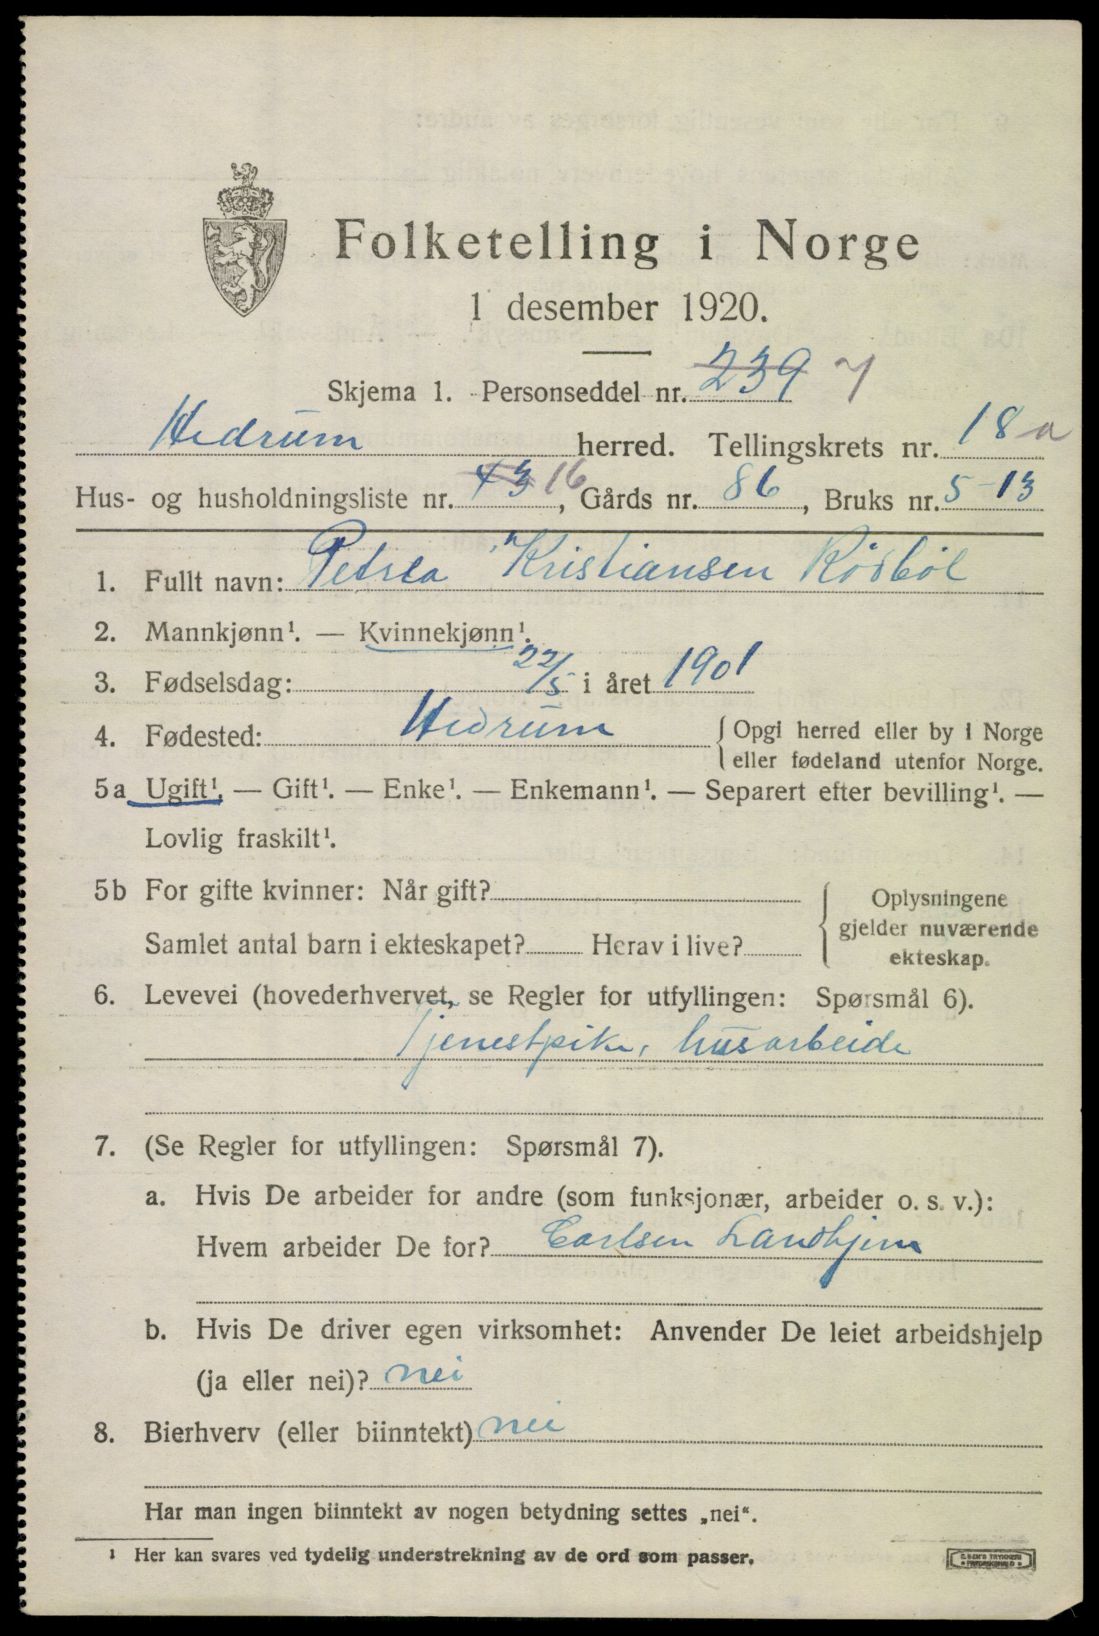 Folketelling i Norge
1 desember 1920.
Skjema 1. Personseddel nr. 239 7
Hedrum herred. Tellingskrets nr. 18 a
Hus- og husholdningsliste nr. 43 16, Gårds nr. 86, Bruks nr. 5-13
1. Fullt navn: Petrea Kristiansen Rødbøl
2. Mannkjønn¹. — Kvinnekjønn¹.
3. Fødselsdag: 22/5 i året 1901
4. Fødested: Hedrum { Opgi herred eller by i Norge
eller fødeland utenfor Norge.
5a Ugift¹. — Gift¹. — Enke¹. — Enkemann¹. — Separert efter bevilling¹. —
Lovlig fraskilt¹.
5b For gifte kvinner: Når gift?
Samlet antal barn i ekteskapet? Herav i live?
Oplysningene
gjelder nuværende
ekteskap.
6. Levevei (hovederhvervet, se Regler for utfyllingen: Spørsmål 6).
Tjenestpike, husarbeide
7. (Se Regler for utfyllingen: Spørsmål 7).
a. Hvis De arbeider for andre (som funksjonær, arbeider o. s. v.):
Hvem arbeider De for? Carlsen Landhjem
b. Hvis De driver egen virksomhet: Anvender De leiet arbeidshjelp
(ja eller nei)? nei
8. Bierhverv (eller biinntekt) nei
Har man ingen biinntekt av nogen betydning settes „nei“.
¹ Her kan svares ved tydelig understrekning av de ord som passer.